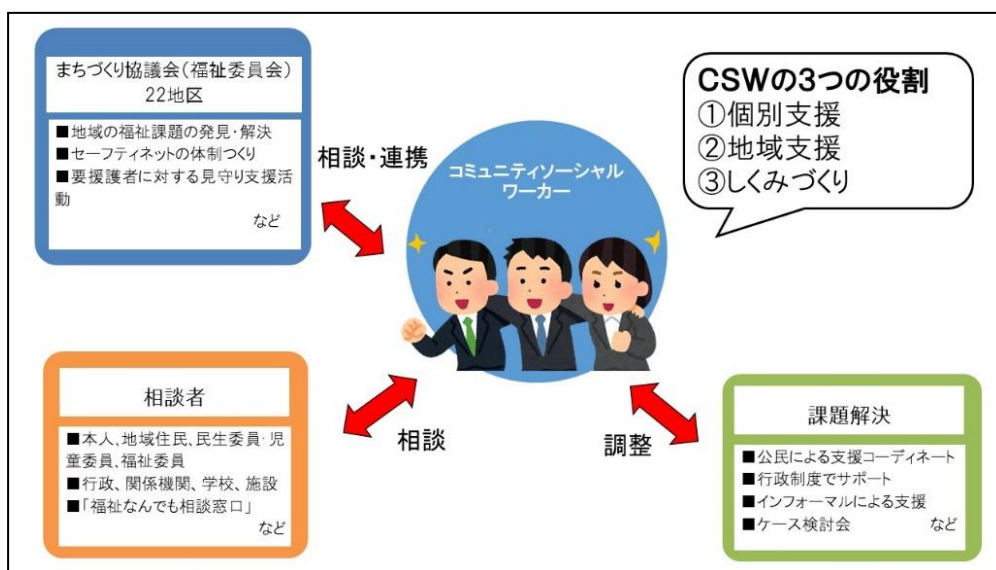 まちづくり協議会(福祉委員会)
22地区
■地域の福祉課題の発見・解決
■セーフティネットの体制つくり
■要援護者に対する見守り支援活
動
など
相談・連携
コミュニティソーシャル
ワーカー
CSWの3つの役割
①個別支援
②地域支援
③しくみづくり
相談者
■本人、地域住民、民生委員・児
童委員、福祉委員
■行政、関係機関、学校、施設
■「福祉なんでも相談窓口」
など
相談
調整
課題解決
■公民による支援コーディネート
■行政制度でサポート
■インフォーマルによる支援
■ケース検討会 など